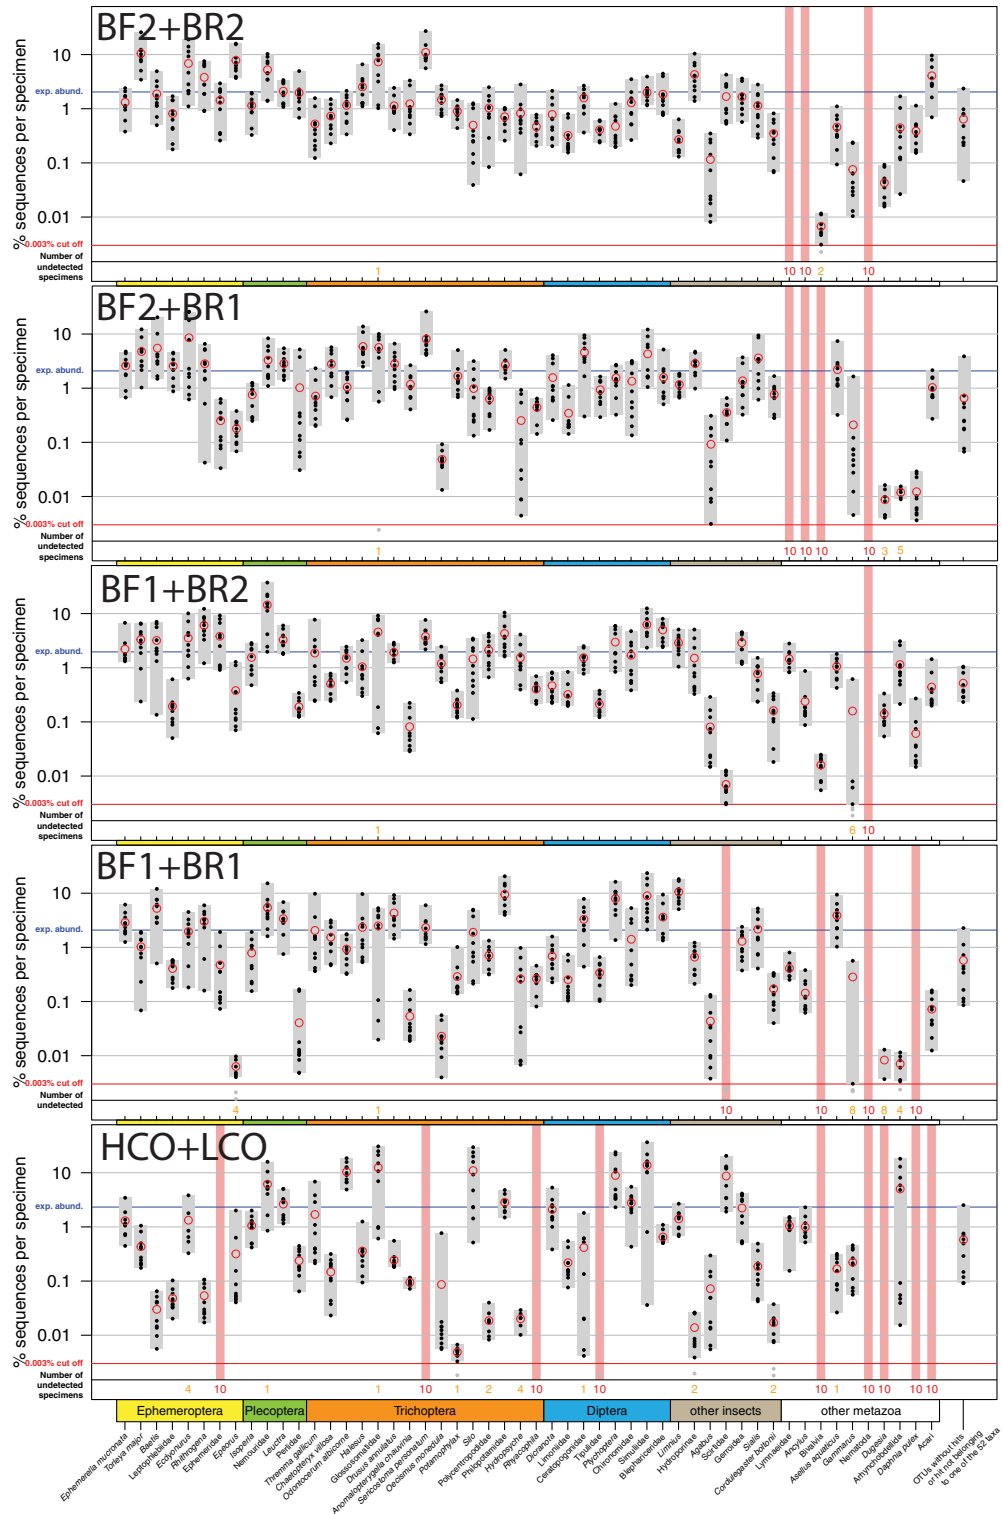 BF2+BR2
% sequences per specimen
10
exp. abund.
1
0.1
0.01
0.003% cut off
Number of
undetected
specimens
1
10
10
2
10
BF2+BR1
% sequences per specimen
10
exp. abund.
1
0.1
0.01
0.003% cut off
Number of
undetected
specimens
1
10
10
10
10
3
5
BF1+BR2
% sequences per specimen
10
exp. abund.
1
0.1
0.01
0.003% cut off
Number of
undetected
specimens
1
6
10
BF1+BR1
% sequences per specimen
10
exp. abund.
1
0.1
0.01
0.003% cut off
Number of
undetected
4
1
10
10
8
10
8
4
10
HCO+LCO
% sequences per specimen
10
exp. abund.
1
0.1
0.01
0.003% cut off
Number of
undetected
specimens
4
10
1
1
10
1
2
4
10
1
10
2
2
10
1
10
10
10
10
Ephemeroptera
Plecoptera
Trichoptera
Diptera
other insects
other metazoa
Ephemerella mucronata
Torleya major
Baetis
Leptophlebiidae
Ecdyonurus
Rhithrogena
Ephemeridae
Epeorus
Isoperla
Nemouridae
Leuctra
Perlidae
Thremma gallicum
Chaetopteryx villosa
Odontocerum albicorne
Halesus
Glossosomatidae
Drusus annulatus
Anomalopterygella chauvinia
Sericostoma personatum
Oecismus monedula
Potamophylax
Silo
Polycentropodidae
Philopotamidae
Hydropsyche
Rhyacophila
Dicranota
Limoniidae
Ceratopogonidae
Tipulidae
Ptychoptera
Chironomidae
Simuliidae
Blephariceridae
Limnius
Hydroporinae
Agabus
Scirtidae
Gerroidea
Sialis
Cordulegaster boltonii
Lymnaeidae
Ancylus
Bivalvia
Asellus aquaticus
Gammarus
Nematoda
Dugesia
Arhynchobdellida
Daphnia pulex
Acari
OTUs without hits
or hit not belonging
to one of the 52 taxa